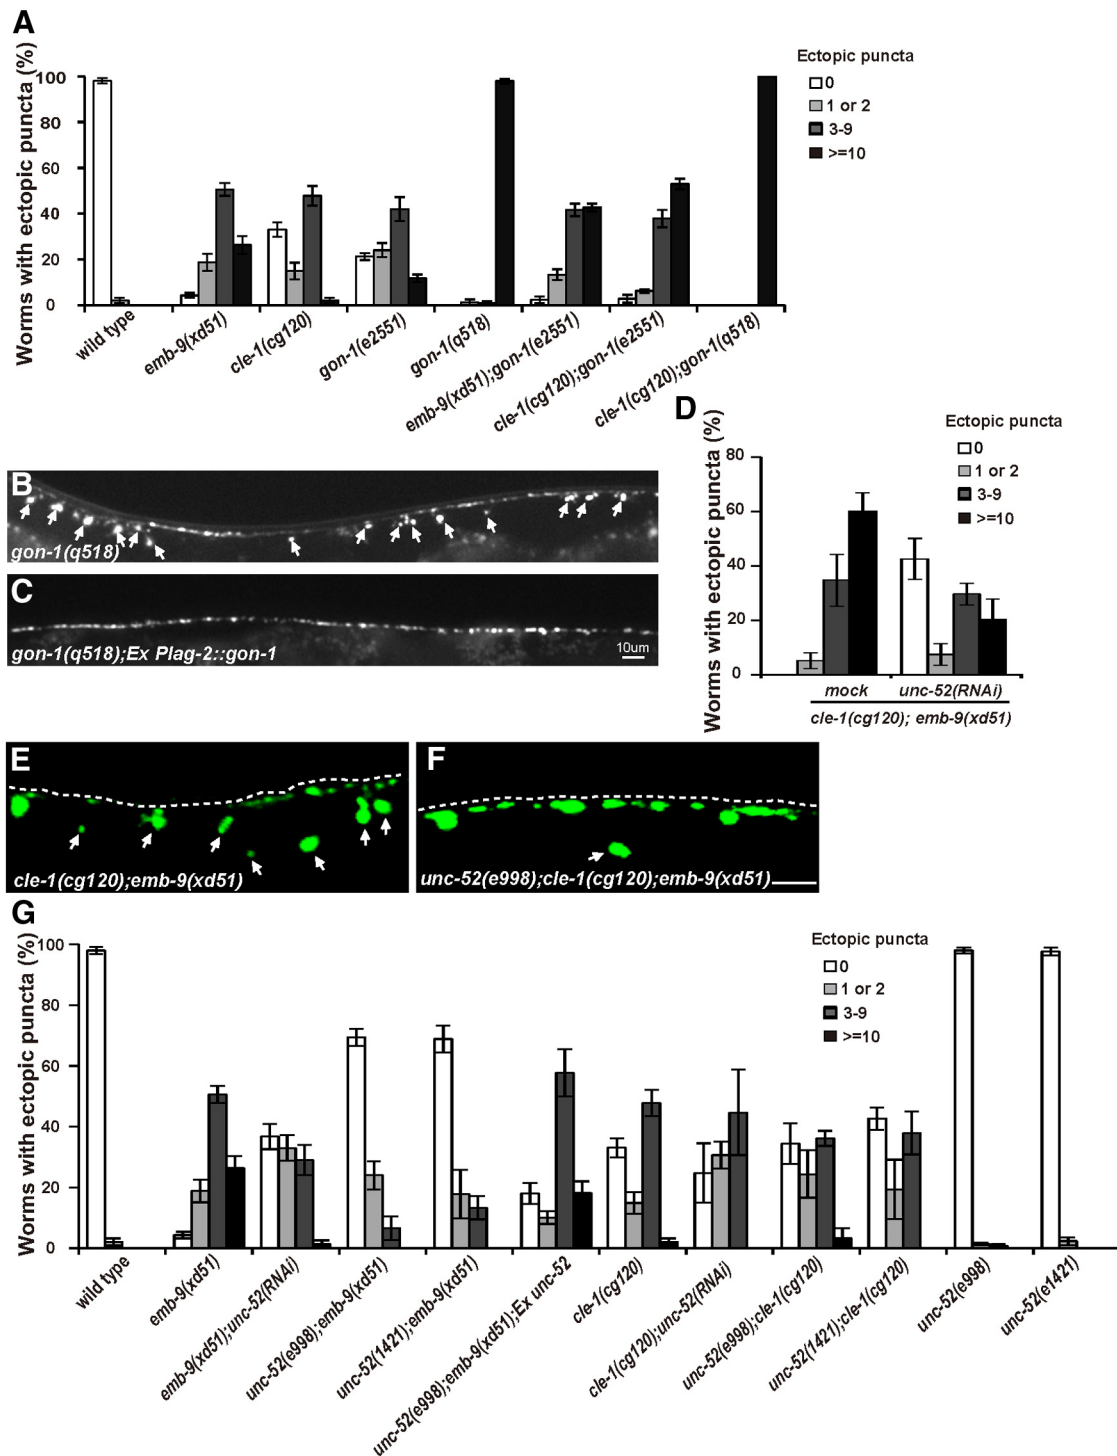 A
Worms with ectopic puncta (%)
100
80
60
40
20
0
Ectopic puncta
0
1 or 2
3-9
>=10
wild type
emb-9(xd51)
cle-1(cg120)
gon-1(e2551)
gon-1(q518)
emb-9(xd51);gon-1(e2551)
cle-1(cg120);gon-1(e2551)
cle-1(cg120);gon-1(q518)
B
gon-1(q518)
C
gon-1(q518);Ex Plag-2::gon-1
10um
D
Worms with ectopic puncta (%)
80
60
40
20
0
Ectopic puncta
0
1 or 2
3-9
>=10
mock
unc-52(RNAi)
cle-1(cg120); emb-9(xd51)
E
cle-1(cg120);emb-9(xd51)
F
unc-52(e998);cle-1(cg120);emb-9(xd51)
G
Worms with ectopic puncta (%)
100
80
60
40
20
0
Ectopic puncta
0
1 or 2
3-9
>=10
wild type
emb-9(xd51)
emb-9(xd51);unc-52(RNAi)
unc-52(e998);emb-9(xd51)
unc-52(1421);emb-9(xd51)
unc-52(e998);emb-9(xd51);Ex unc-52
cle-1(cg120)
cle-1(cg120);unc-52(RNAi)
unc-52(e998);cle-1(cg120)
unc-52(1421);cle-1(cg120)
unc-52(e998)
unc-52(e1421)